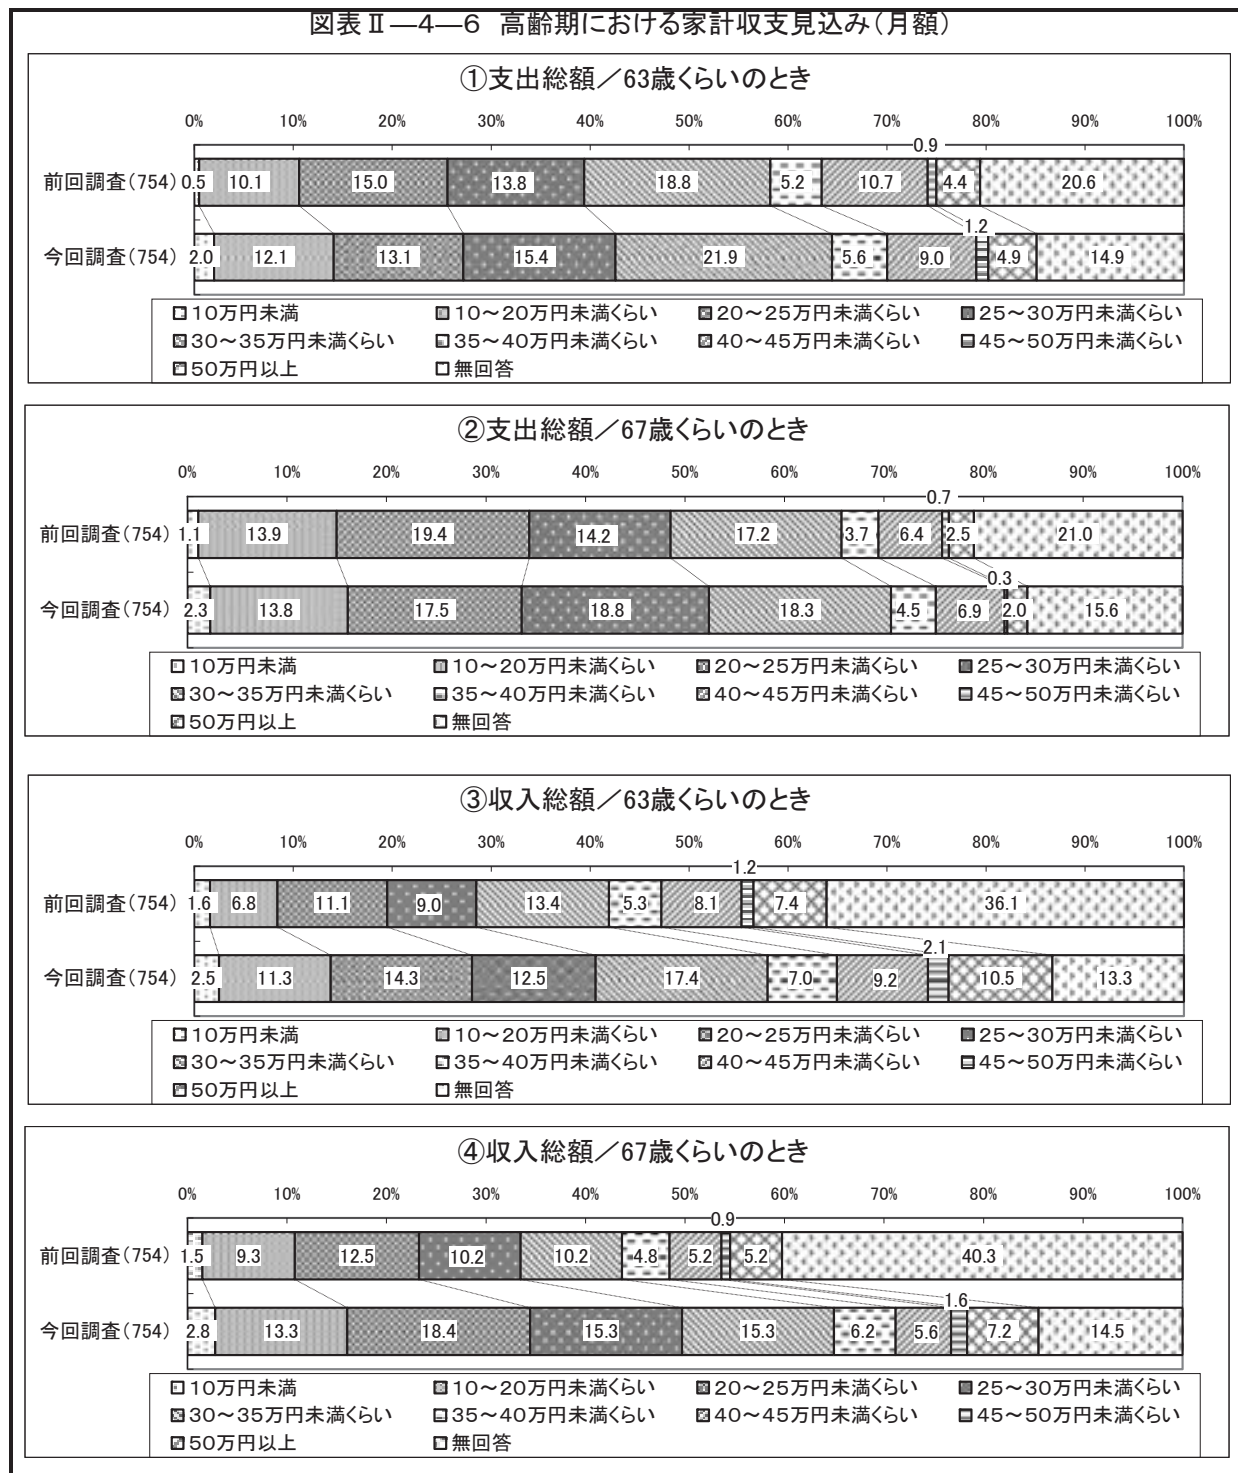 図表Ⅱ―4―6 高齢期における家計収支見込み(月額)
①支出総額／63歳くらいのとき
0% 10% 20% 30% 40% 50% 60% 70% 80% 90% 100%
0.9
前回調査(754) 0.5 10.1 15.0 13.8 18.8 5.2 10.7 4.4 20.6
1.2
今回調査(754) 2.0 12.1 13.1 15.4 21.9 5.6 9.0 4.9 14.9
10万円未満 10～20万円未満くらい 20～25万円未満くらい 25～30万円未満くらい
30～35万円未満くらい 35～40万円未満くらい 40～45万円未満くらい 45～50万円未満くらい
50万円以上 無回答
②支出総額／67歳くらいのとき
0% 10% 20% 30% 40% 50% 60% 70% 80% 90% 100%
0.7
前回調査(754) 1.1 13.9 19.4 14.2 17.2 3.7 6.4 2.5 21.0
0.3
今回調査(754) 2.3 13.8 17.5 18.8 18.3 4.5 6.9 2.0 15.6
10万円未満 10～20万円未満くらい 20～25万円未満くらい 25～30万円未満くらい
30～35万円未満くらい 35～40万円未満くらい 40～45万円未満くらい 45～50万円未満くらい
50万円以上 無回答
③収入総額／63歳くらいのとき
0% 10% 20% 30% 40% 50% 60% 70% 80% 90% 100%
1.2
前回調査(754) 1.6 6.8 11.1 9.0 13.4 5.3 8.1 7.4 36.1
2.1
今回調査(754) 2.5 11.3 14.3 12.5 17.4 7.0 9.2 10.5 13.3
10万円未満 10～20万円未満くらい 20～25万円未満くらい 25～30万円未満くらい
30～35万円未満くらい 35～40万円未満くらい 40～45万円未満くらい 45～50万円未満くらい
50万円以上 無回答
④収入総額／67歳くらいのとき
0% 10% 20% 30% 40% 50% 60% 70% 80% 90% 100%
0.9
前回調査(754) 1.5 9.3 12.5 10.2 10.2 4.8 5.2 5.2 40.3
1.6
今回調査(754) 2.8 13.3 18.4 15.3 15.3 6.2 5.6 7.2 14.5
10万円未満 10～20万円未満くらい 20～25万円未満くらい 25～30万円未満くらい
30～35万円未満くらい 35～40万円未満くらい 40～45万円未満くらい 45～50万円未満くらい
50万円以上 無回答